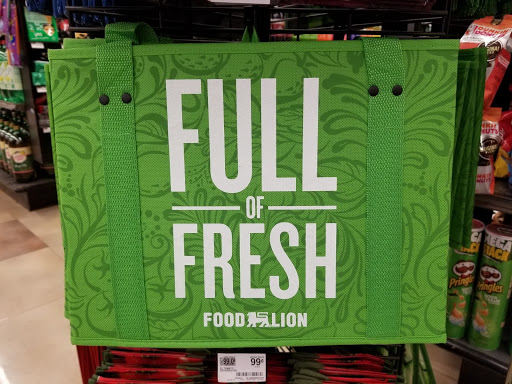 FULL
OF
FRESH
FOOD LION
99¢
Pringles
Pringles